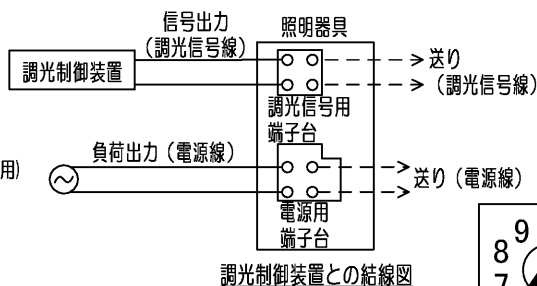 信号出力
(調光信号線)
照明器具
調光制御装置
送り
(調光信号線)
調光信号用
端子台
負荷出力(電源線)
用)
送り(電源線)
電源用
端子台
調光制御装置との結線図
9
8
7